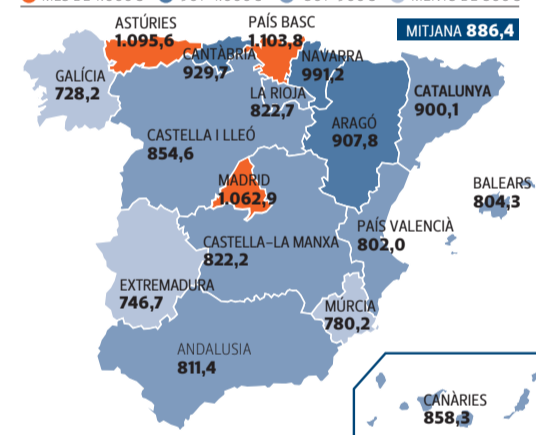 ASTÚRIES
1.095,6
PAÍS BASC
1.103,8
MITJANA 886,4
CANTÀBRIA
929,7
NAVARRA
991,2
GALÍCIA
728,2
LA RIOJA
822,7
CATALUNYA
900,1
ARAGÓ
907,8
CASTELLA I LLEÓ
854,6
MADRID
1.062,9
BALEARS
804,3
PAÍS VALENCIÀ
802,0
CASTELLA-LA MANXA
822,2
EXTREMADURA
746,7
MÚRCIA
780,2
ANDALUSIA
811,4
CANÀRIES
858,3